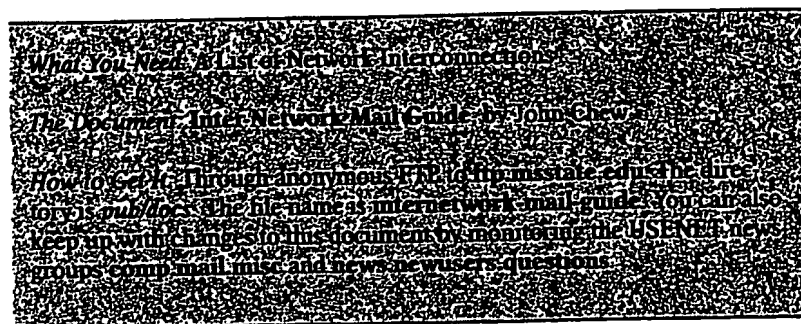 What You Need: A List of Network Interconnections
The Document: Inter-Network Mail Guide, by John Chew
How to Get It: Through anonymous FTP to ftp.msstate.edu. The direc-
tory is pub/docs. The file name is internetwork-mail-guide. You can also
keep up with changes to this document by monitoring the USENET news
groups comp.mail.misc and news.newusers.questions.